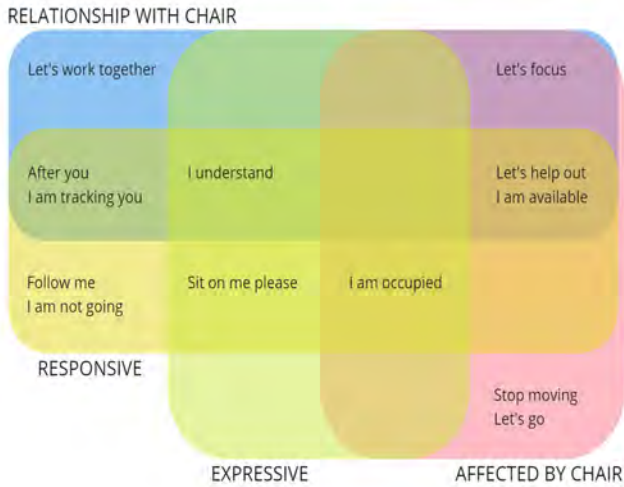 RELATIONSHIP WITH CHAIR
Let's work together
Let's focus
After you
I am tracking you
I understand
Let's help out
I am available
Follow me
I am not going
Sit on me please
I am occupied
RESPONSIVE
Stop moving
Let's go
EXPRESSIVE
AFFECTED BY CHAIR